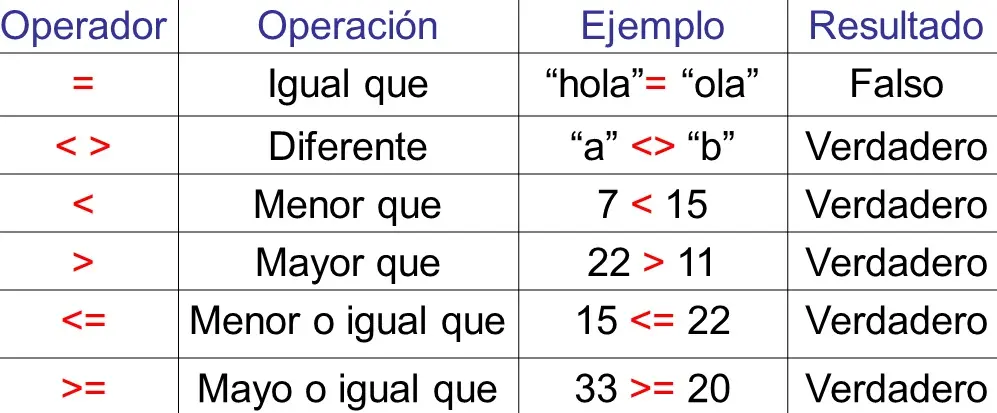 Operador Operación Ejemplo Resultado
= Igual que “hola”= “ola” Falso
< > Diferente “a” <> “b” Verdadero
< Menor que 7 < 15 Verdadero
> Mayor que 22 > 11 Verdadero
<= Menor o igual que 15 <= 22 Verdadero
>= Mayo o igual que 33 >= 20 Verdadero